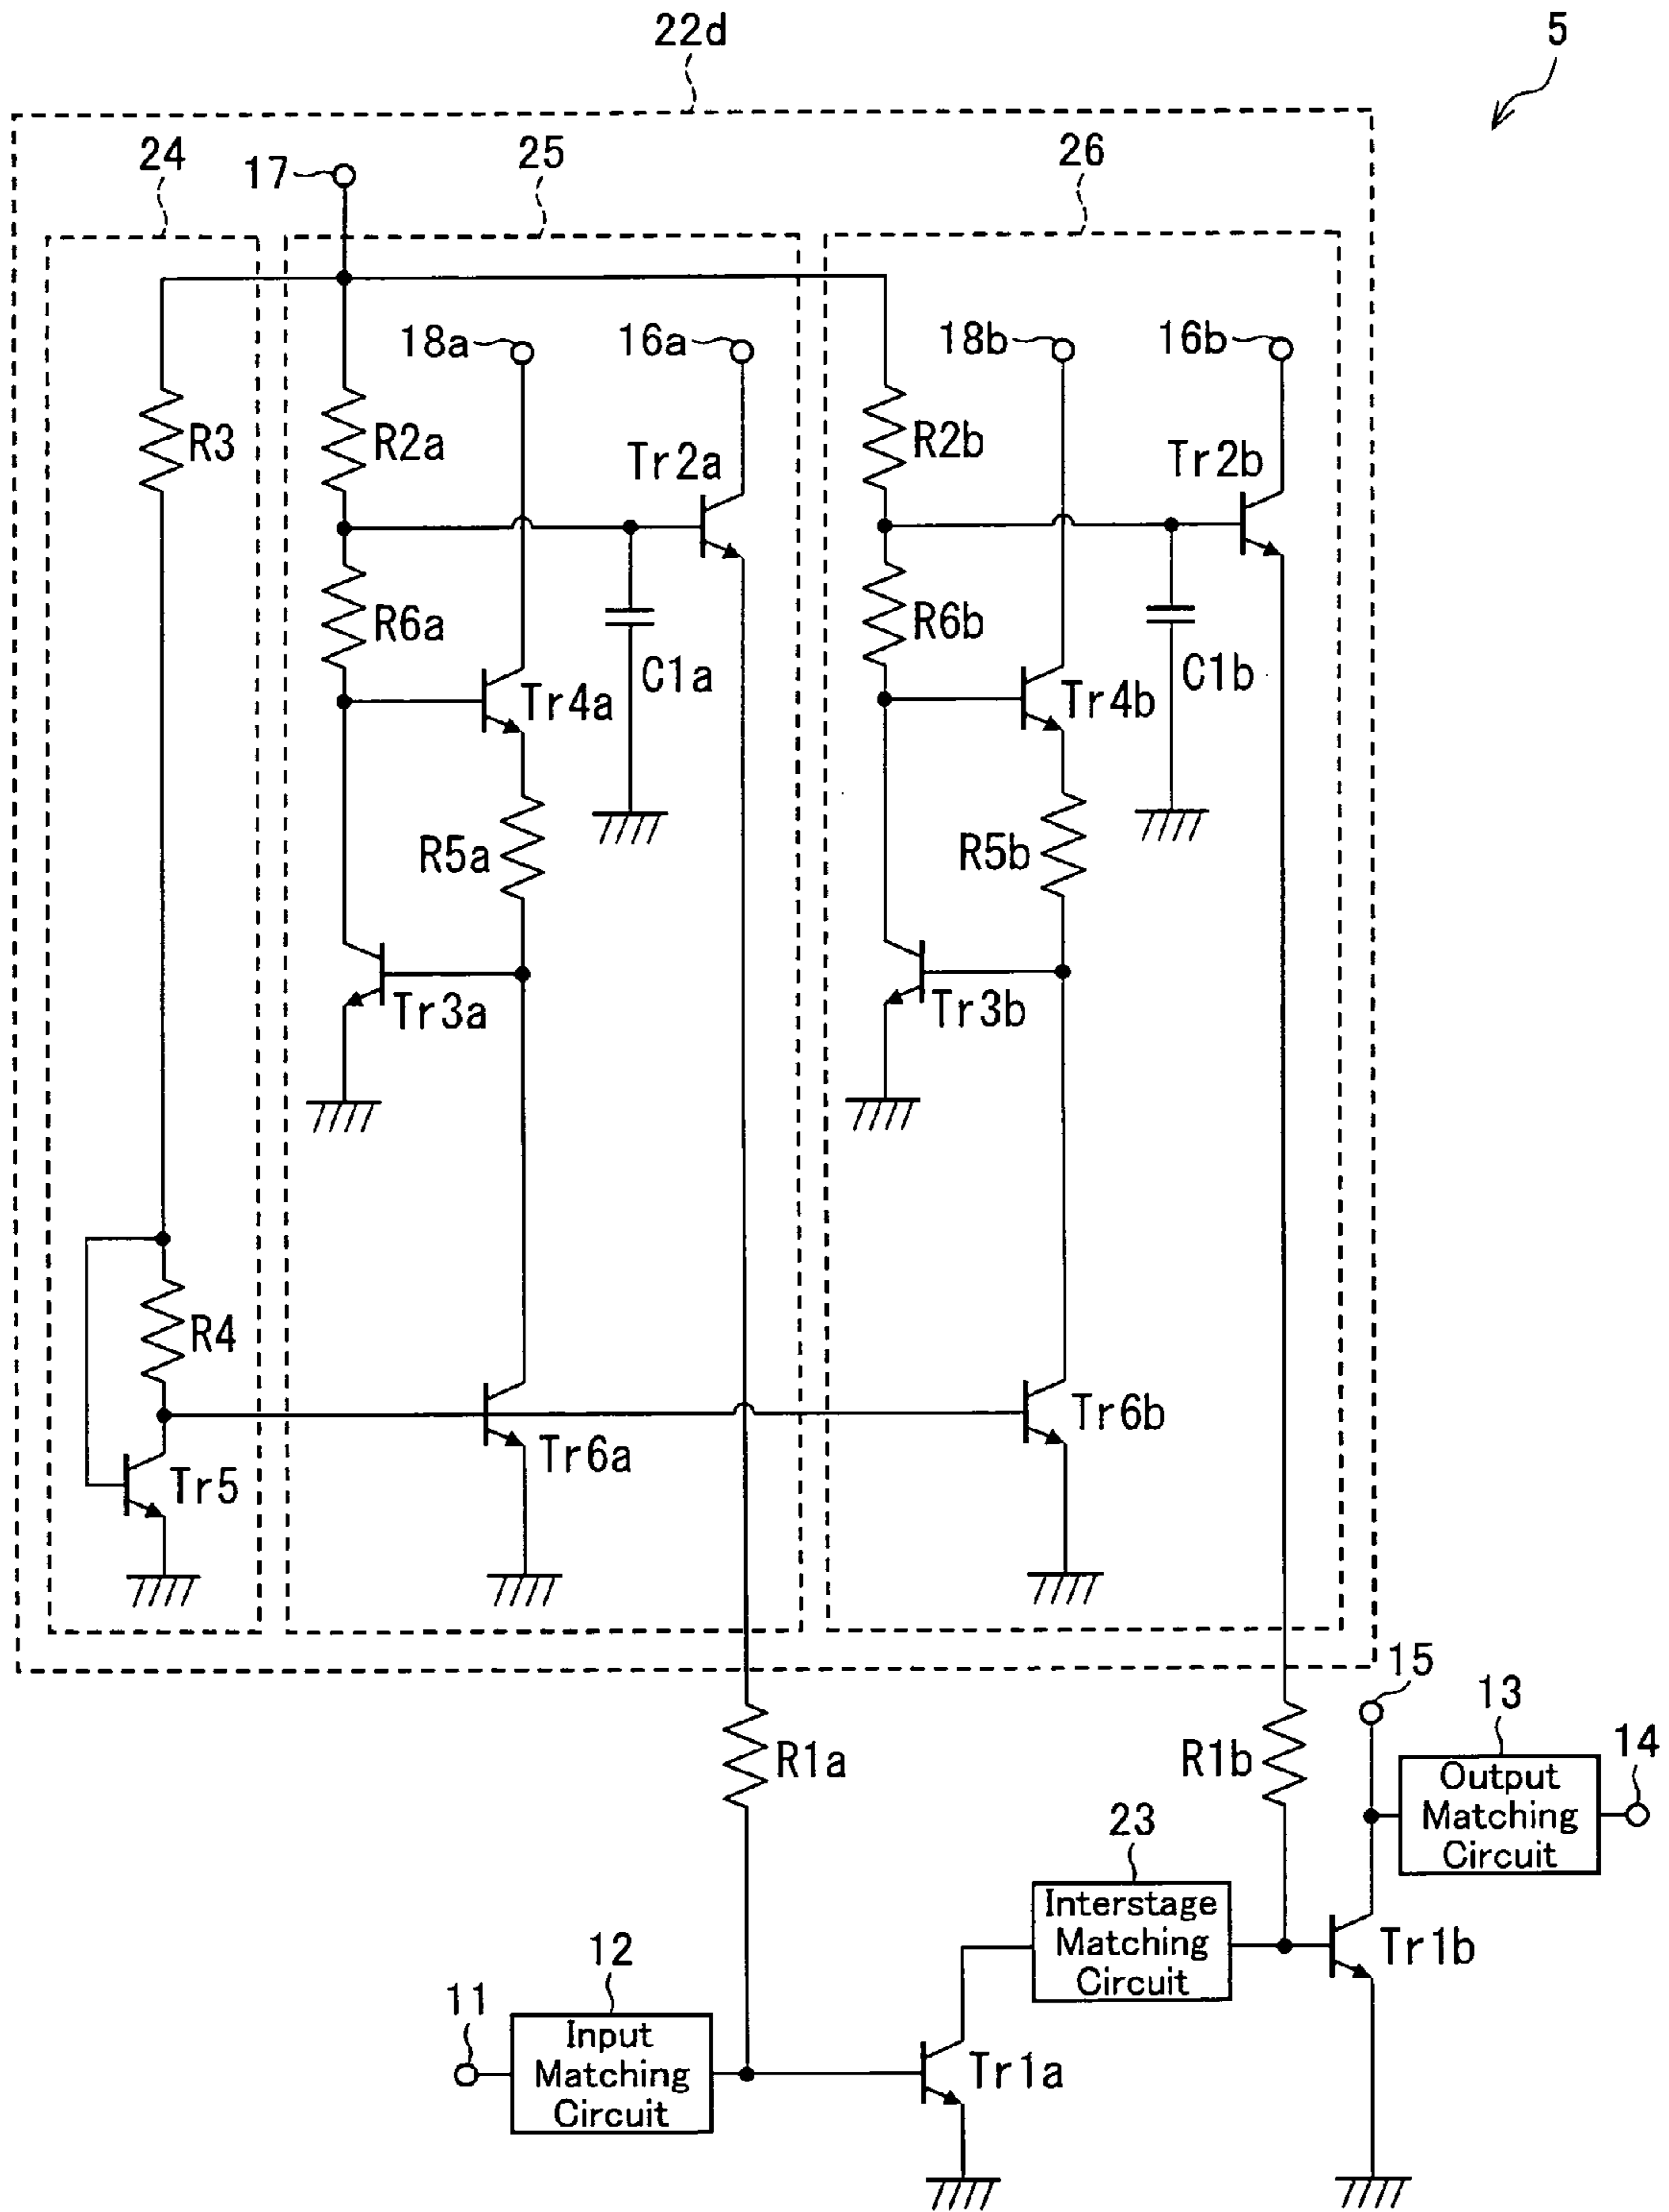 22d
5
24
17
25
26
18a
16a
18b
16b
R3
R2a
Tr2a
R2b
Tr2b
R6a
C1a
R6b
C1b
Tr4a
Tr4b
R5a
R5b
Tr3a
Tr3b
R4
Tr5
Tr6a
Tr6b
15
13
14
R1a
R1b
Output
Matching
Circuit
23
Interstage
Matching
Circuit
Tr1b
12
11
Input
Matching
Circuit
Tr1a